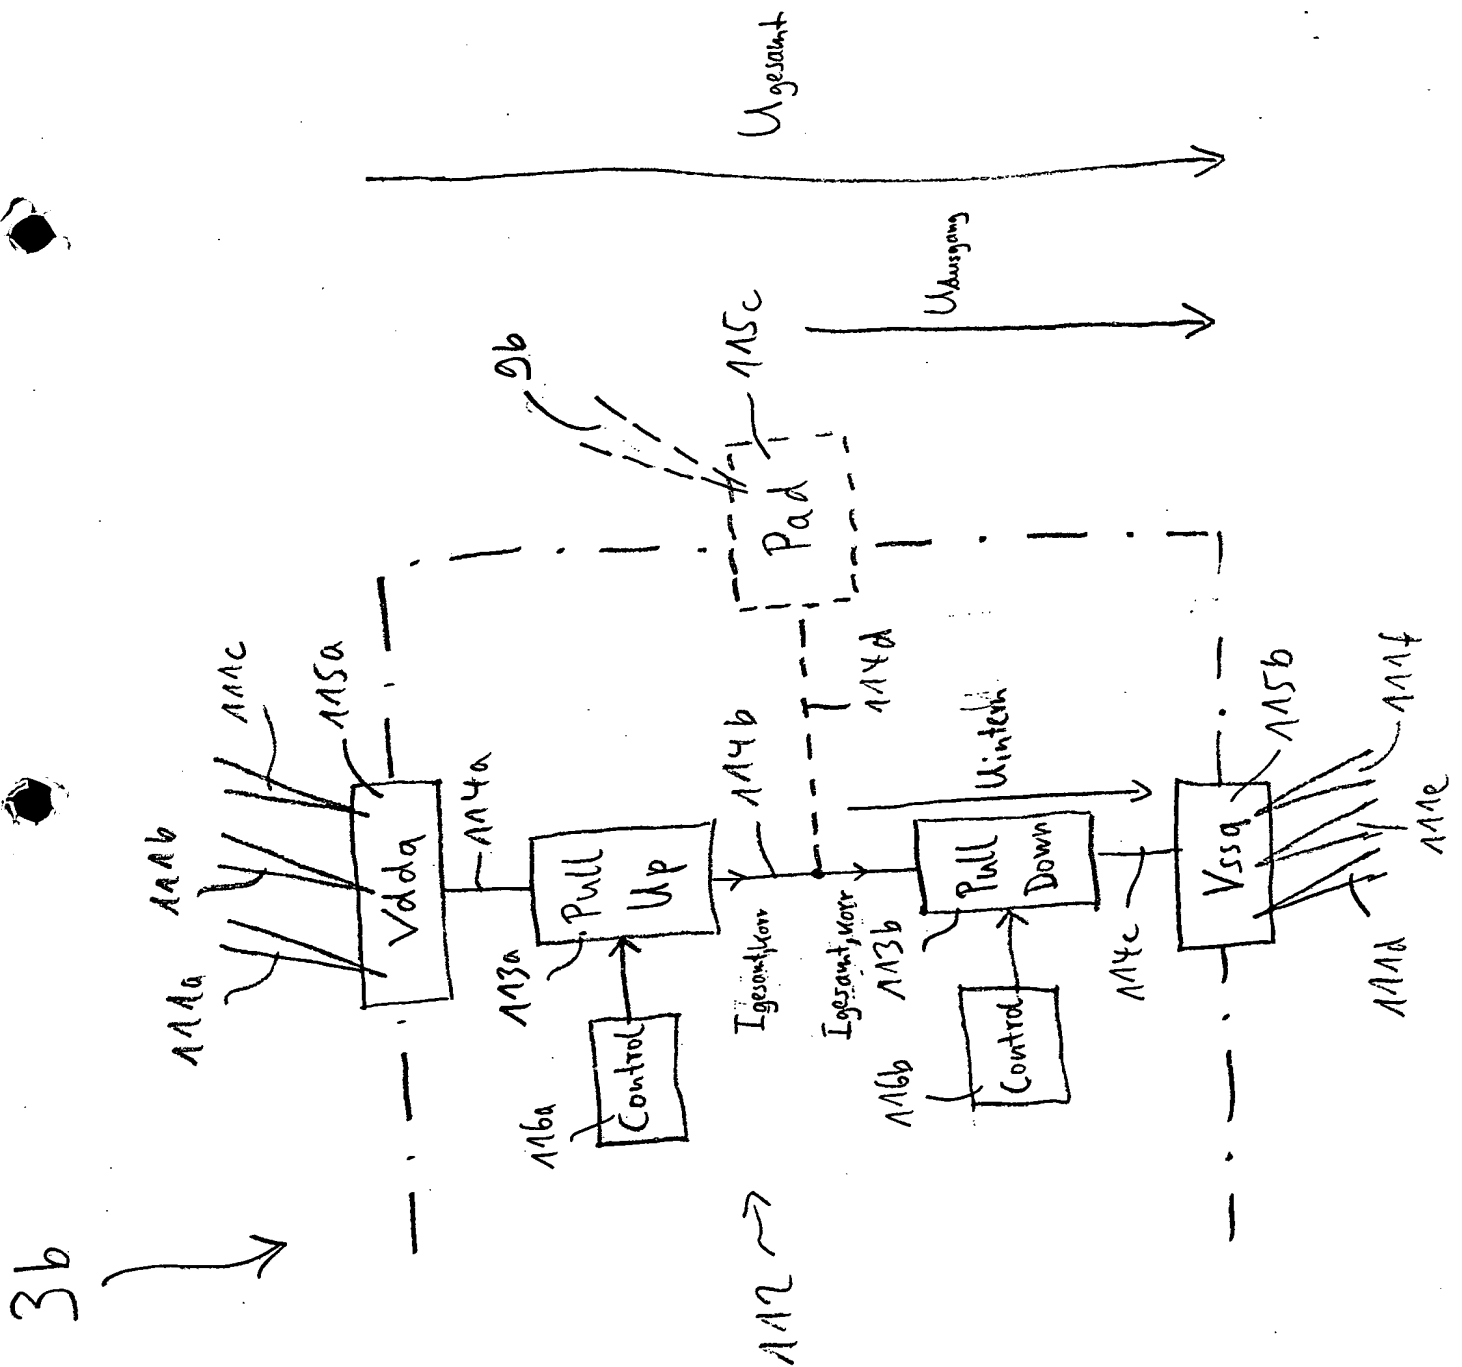 3b
111a
111b
111c
Vddq
115a
114a
Pull
Up
113a
Control
116a
114b
Igesamt,korr
Igesamt,korr
9b
Pad
115c
114d
Uintern
UAusgang
Ugesamt
112
Pull
Down
113b
Control
116b
114c
Vssq
115b
111d
111e
111f